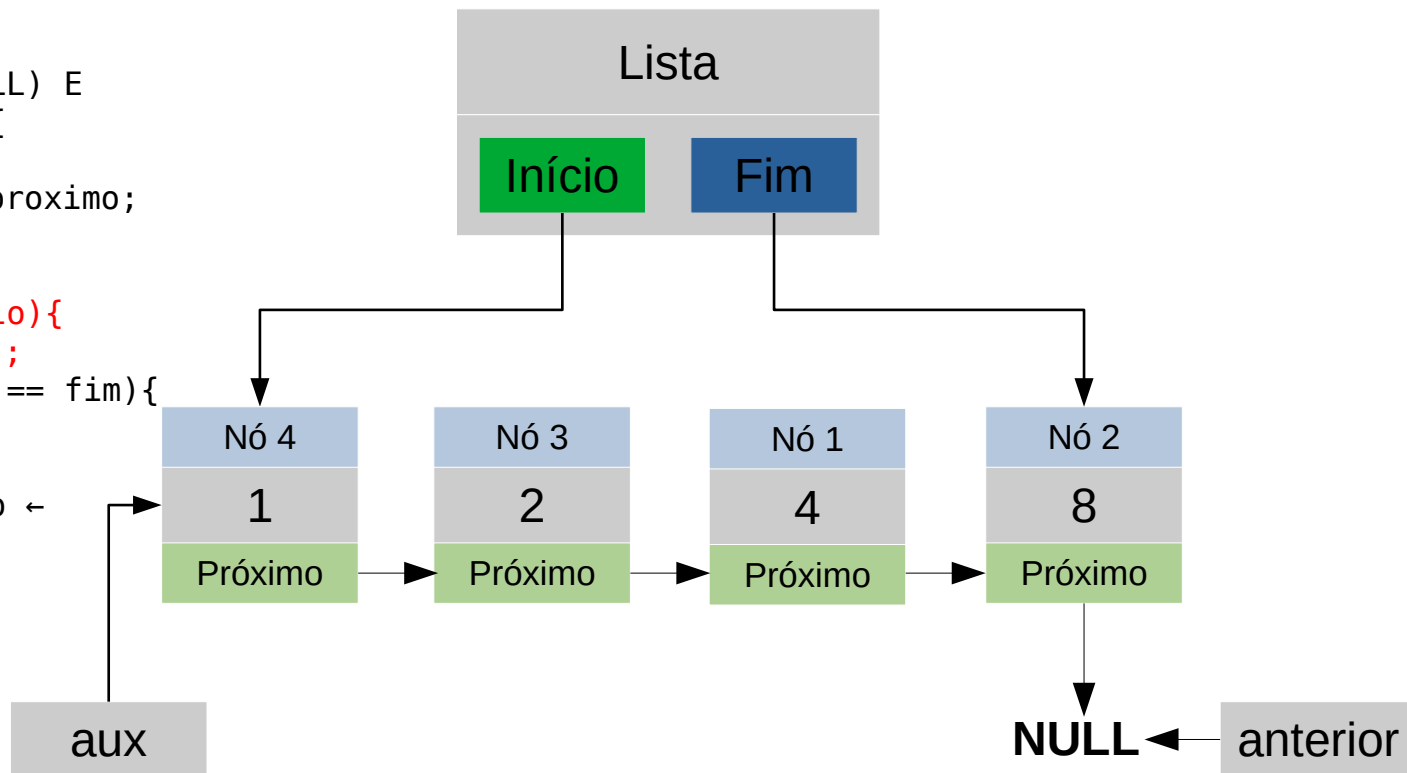 LL) E
proximo;
io){
;
== fim){
←
Lista
Início Fim
Nó 4 Nó 3 Nó 1 Nó 2
1 2 4 8
Próximo Próximo Próximo Próximo
aux NULL anterior